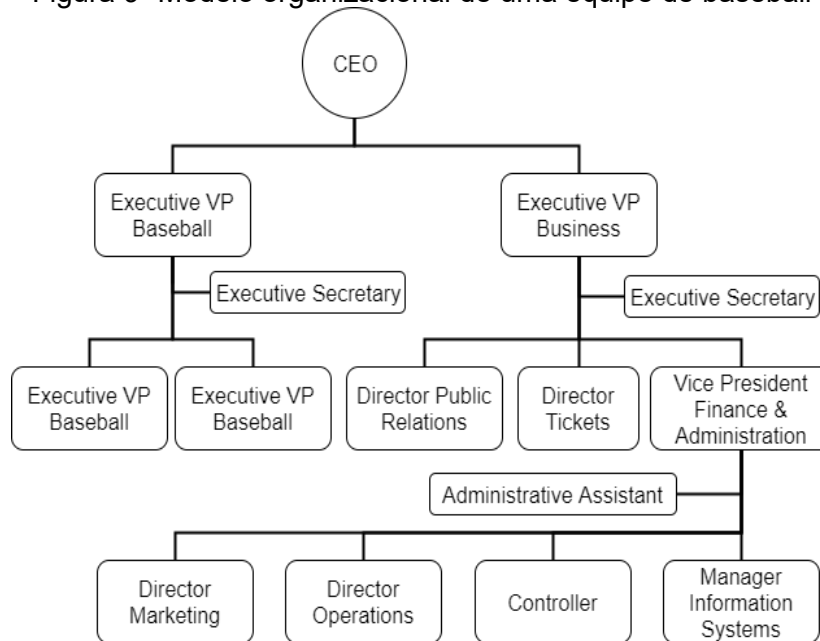 Figura 3- Modelo organizacional de uma equipe de baseball
CEO
Executive VP
Baseball
Executive VP
Business
Executive Secretary
Executive Secretary
Executive VP
Baseball
Executive VP
Baseball
Director Public
Relations
Director
Tickets
Vice President
Finance &
Administration
Administrative Assistant
Director
Marketing
Director
Operations
Controller
Manager
Information
Systems